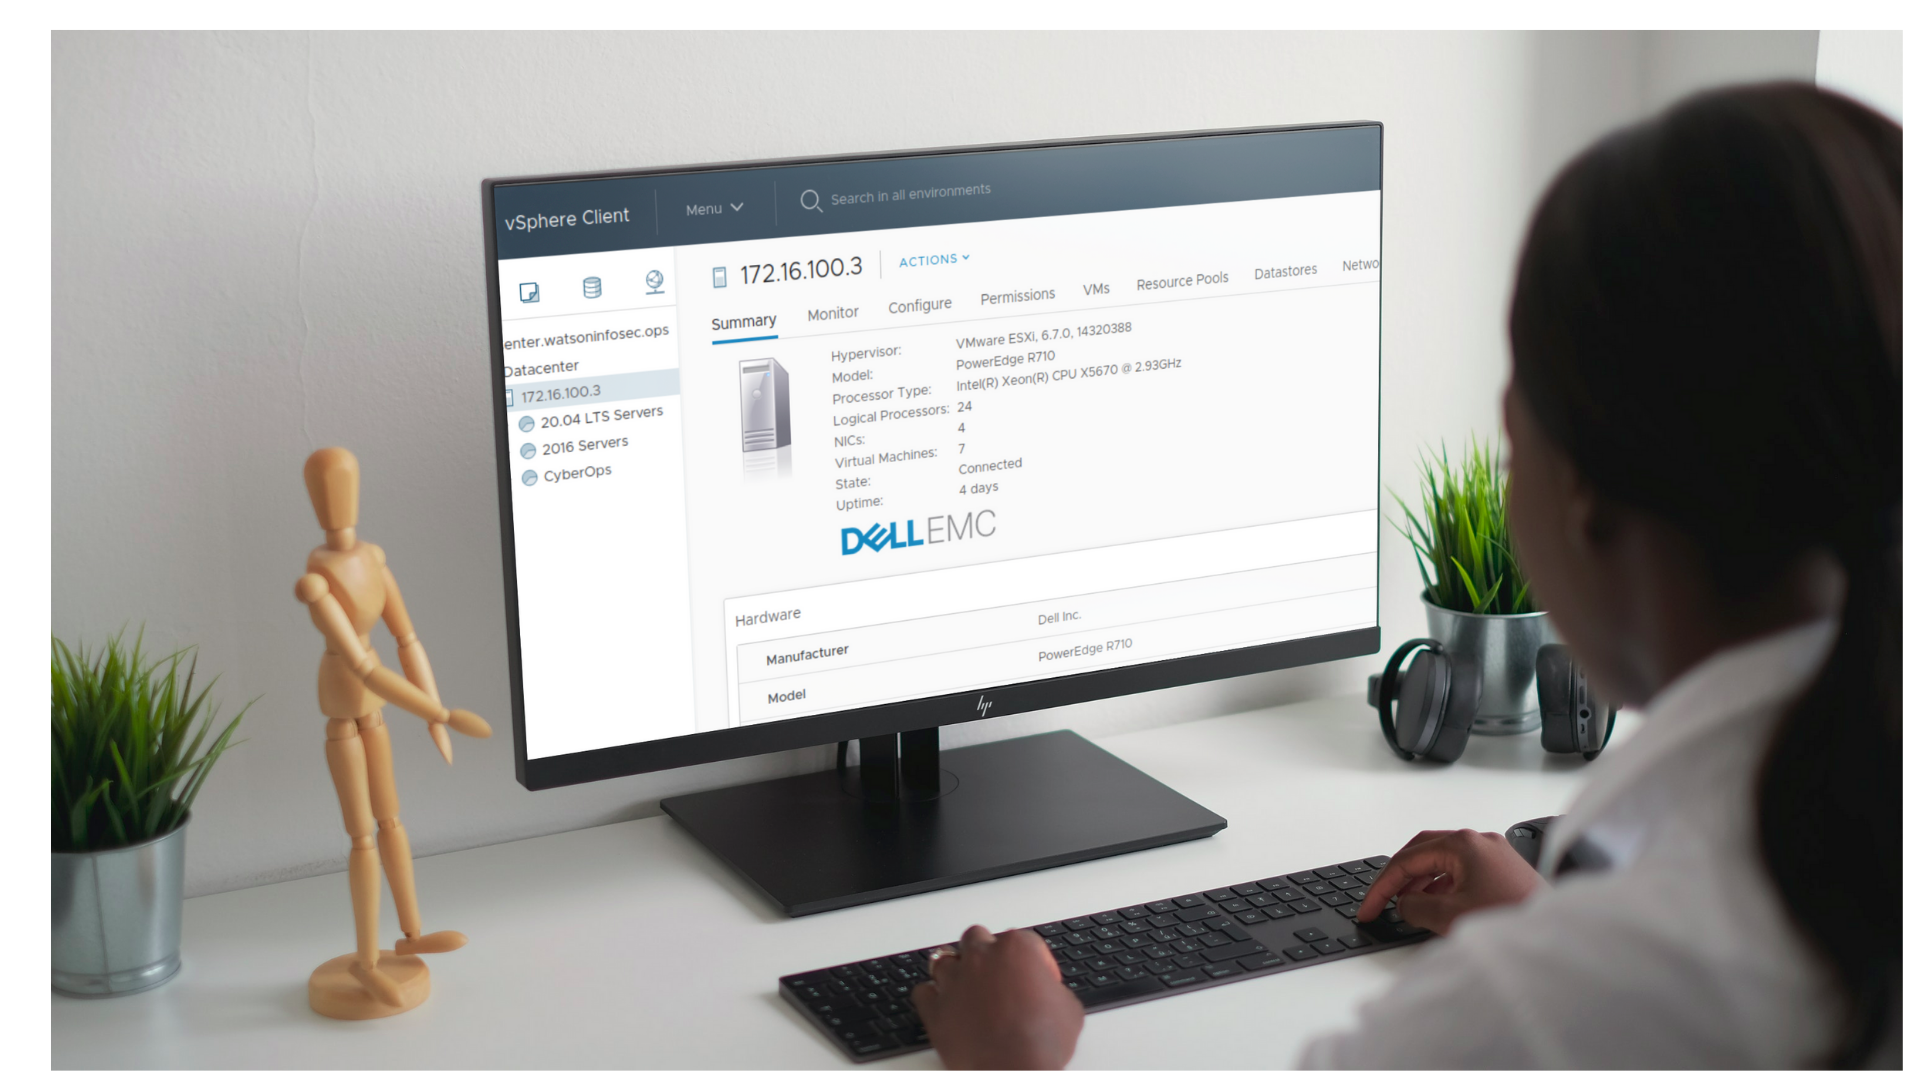 vSphere Client
Menu
Search in all environments
172.16.100.3
ACTIONS
Summary
Monitor
Configure
Permissions
VMs
Resource Pools
Datastores
Netwo
enter.watsoninfosec.ops
Datacenter
172.16.100.3
20.04 LTS Servers
2016 Servers
CyberOps
Hypervisor: VMware ESXi, 6.7.0, 14320388
Model: PowerEdge R710
Processor Type: Intel(R) Xeon(R) CPU X5670 @ 2.93GHz
Logical Processors: 24
NICs: 4
Virtual Machines: 7
State: Connected
Uptime: 4 days
DELLEMC
Hardware
Manufacturer Dell Inc.
Model PowerEdge R710
hp